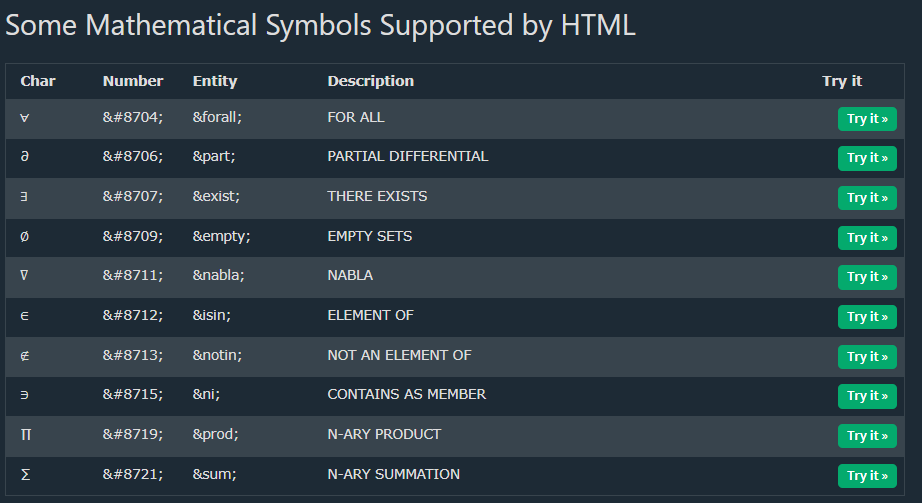 Some Mathematical Symbols Supported by HTML
Char Number Entity Description Try it
∀ &#8704; &forall; FOR ALL Try it »
∂ &#8706; &part; PARTIAL DIFFERENTIAL Try it »
∃ &#8707; &exist; THERE EXISTS Try it »
∅ &#8709; &empty; EMPTY SETS Try it »
∇ &#8711; &nabla; NABLA Try it »
∈ &#8712; &isin; ELEMENT OF Try it »
∉ &#8713; &notin; NOT AN ELEMENT OF Try it »
∋ &#8715; &ni; CONTAINS AS MEMBER Try it »
∏ &#8719; &prod; N-ARY PRODUCT Try it »
∑ &#8721; &sum; N-ARY SUMMATION Try it »